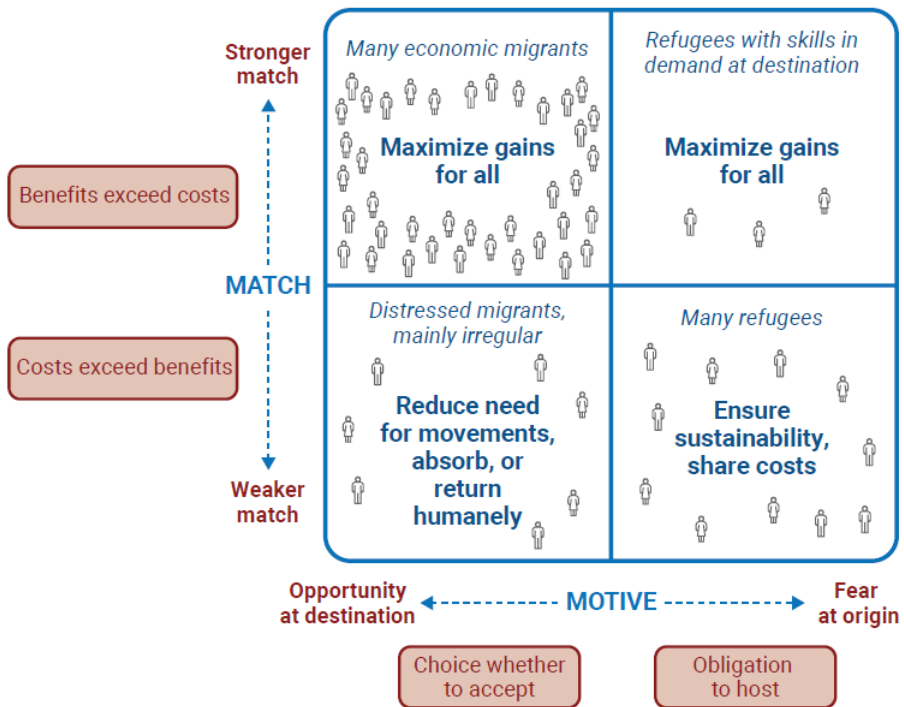 Stronger
match
Many economic migrants
Maximize gains
for all
Refugees with skills in
demand at destination
Maximize gains
for all
Benefits exceed costs
MATCH
Costs exceed benefits
Weaker
match
Distressed migrants,
mainly irregular
Reduce need
for movements,
absorb, or
return
humanely
Many refugees
Ensure
sustainability,
share costs
Opportunity
at destination
MOTIVE
Fear
at origin
Choice whether
to accept
Obligation
to host